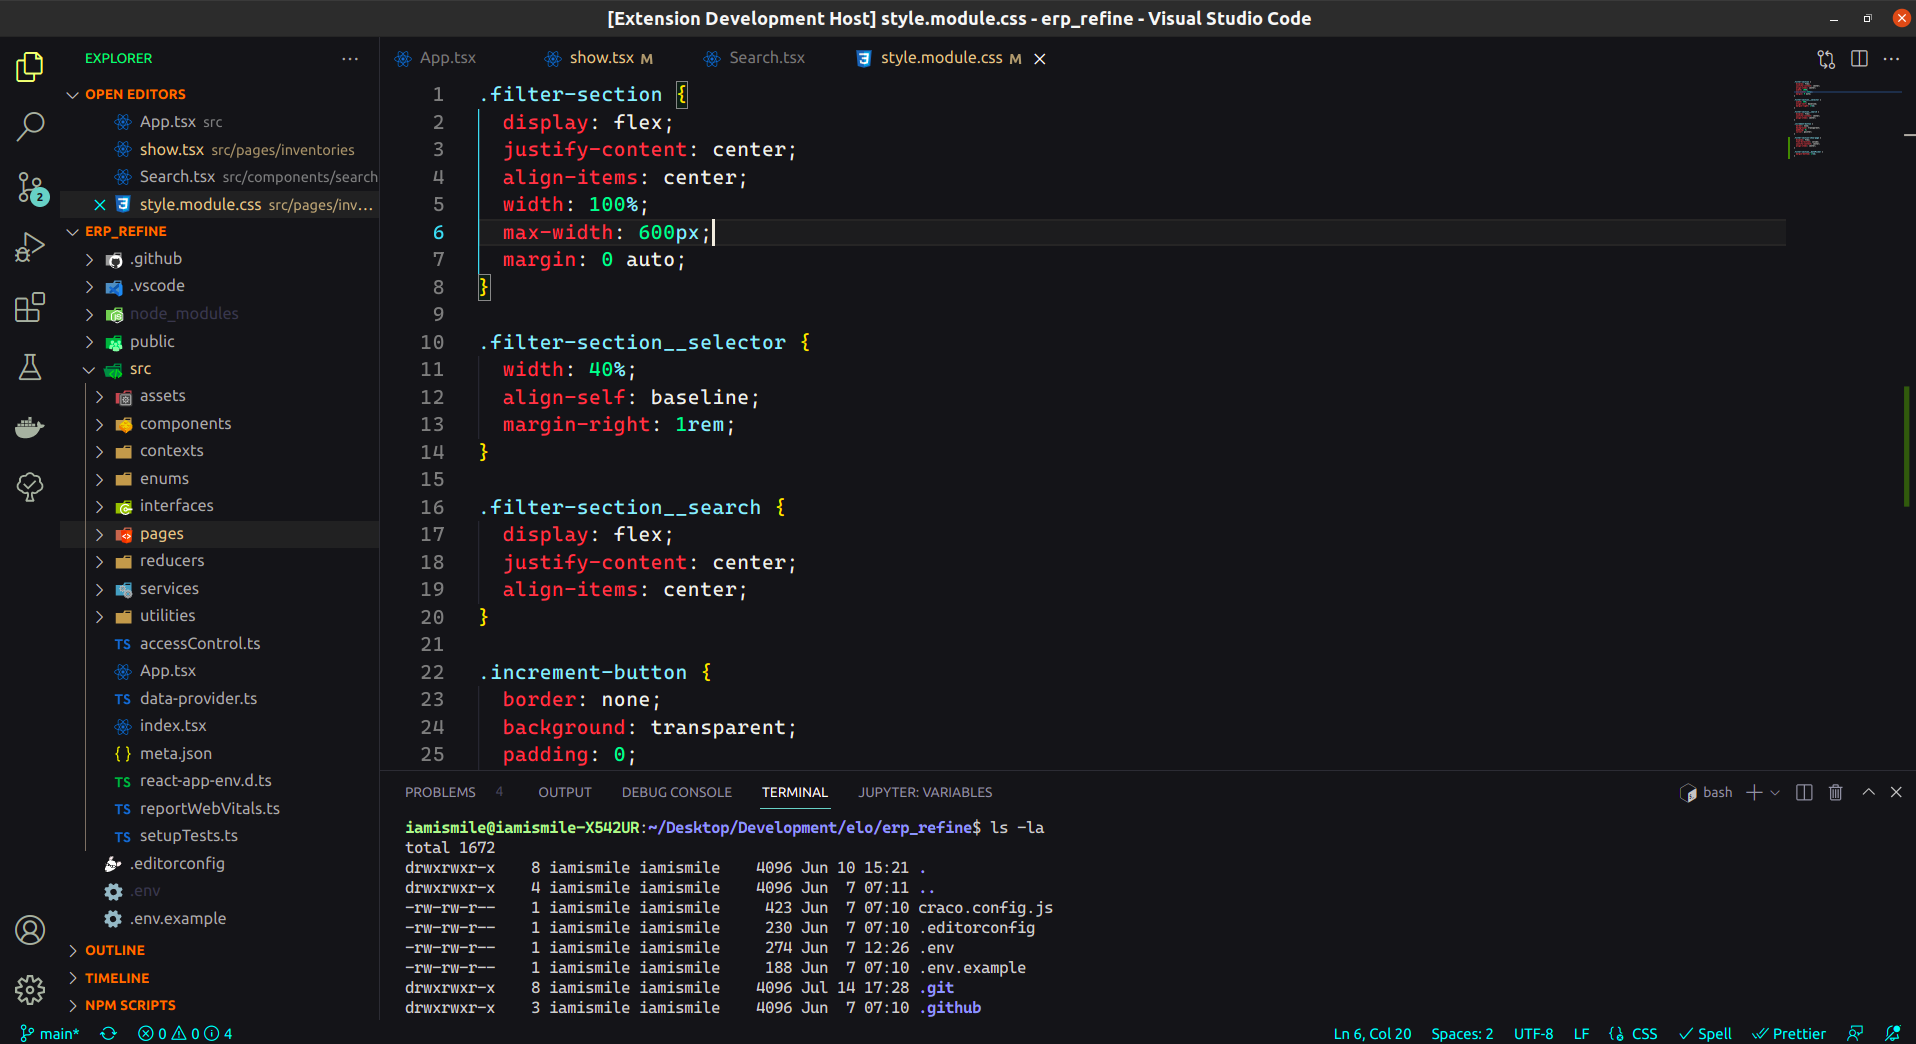 [Extension Development Host] style.module.css - erp_refine - Visual Studio Code
EXPLORER
OPEN EDITORS
App.tsx src
show.tsx src/pages/inventories
Search.tsx src/components/search
style.module.css src/pages/inv...
ERP_REFINE
.github
.vscode
node_modules
public
src
assets
components
contexts
enums
interfaces
pages
reducers
services
utilities
TS accessControl.ts
App.tsx
TS data-provider.ts
index.tsx
{ } meta.json
TS react-app-env.d.ts
TS reportWebVitals.ts
TS setupTests.ts
.editorconfig
.env
.env.example
OUTLINE
TIMELINE
NPM SCRIPTS
2
App.tsx show.tsx M Search.tsx style.module.css M
1 .filter-section {
2 display: flex;
3 justify-content: center;
4 align-items: center;
5 width: 100%;
6 max-width: 600px;
7 margin: 0 auto;
8 }
9
10 .filter-section__selector {
11 width: 40%;
12 align-self: baseline;
13 margin-right: 1rem;
14 }
15
16 .filter-section__search {
17 display: flex;
18 justify-content: center;
19 align-items: center;
20 }
21
22 .increment-button {
23 border: none;
24 background: transparent;
25 padding: 0;
PROBLEMS 4 OUTPUT DEBUG CONSOLE TERMINAL JUPYTER: VARIABLES bash
iamismile@iamismile-X542UR:~/Desktop/Development/elo/erp_refine$ ls -la
total 1672
drwxrwxr-x 8 iamismile iamismile 4096 Jun 10 15:21 .
drwxrwxr-x 4 iamismile iamismile 4096 Jun 7 07:11 ..
-rw-rw-r-- 1 iamismile iamismile 423 Jun 7 07:10 craco.config.js
-rw-rw-r-- 1 iamismile iamismile 230 Jun 7 07:10 .editorconfig
-rw-rw-r-- 1 iamismile iamismile 274 Jun 7 12:26 .env
-rw-rw-r-- 1 iamismile iamismile 188 Jun 7 07:10 .env.example
drwxrwxr-x 8 iamismile iamismile 4096 Jul 14 17:28 .git
drwxrwxr-x 3 iamismile iamismile 4096 Jun 7 07:10 .github
main* 0 0 4 Ln 6, Col 20 Spaces: 2 UTF-8 LF CSS Spell Prettier